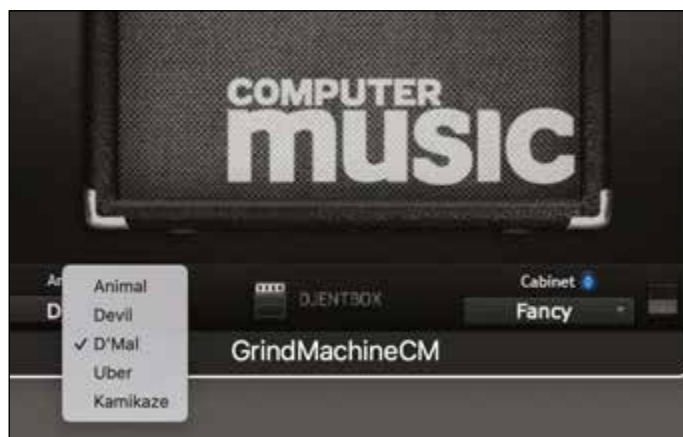 COMPUTER
music
Animal
Devil
✓ D'Mal
Uber
Kamikaze
DJENTBOX
Cabinet
Fancy
GrindMachineCM